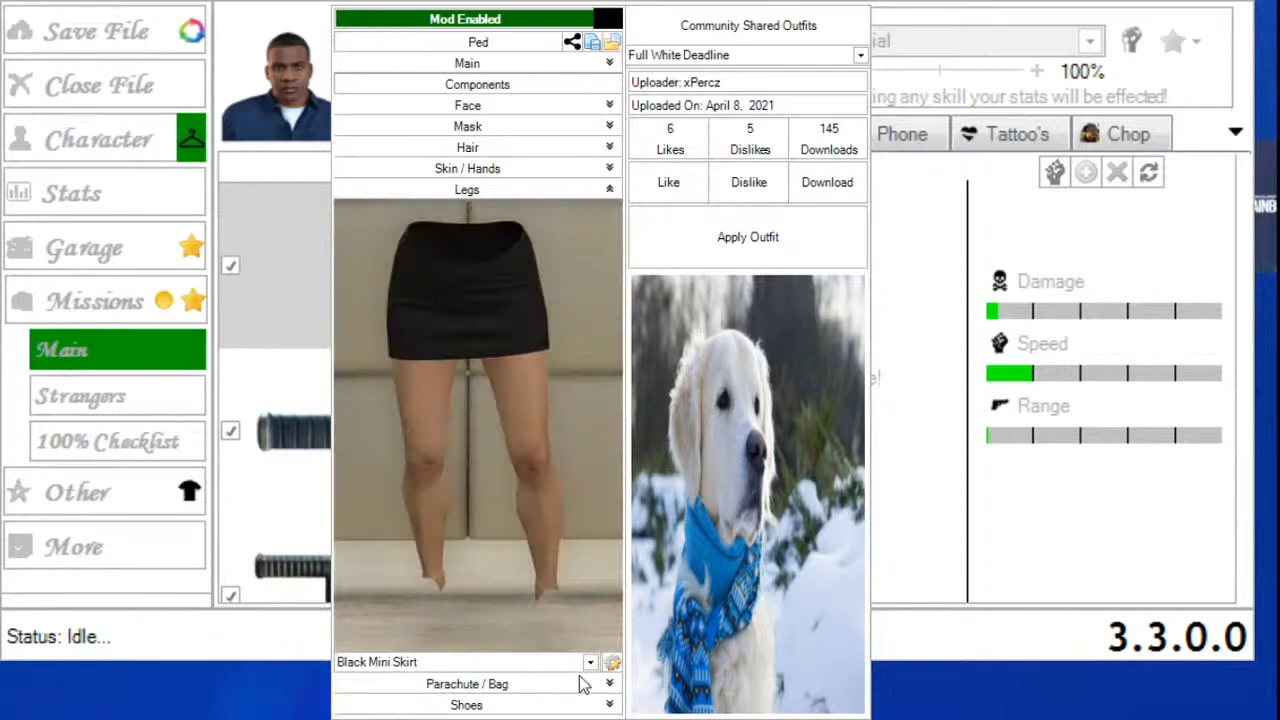 Save File
Close File
Character
Stats
Garage
Missions
Main
Strangers
100% Checklist
Other
More
Status: Idle...
Mod Enabled
Ped
Main
Components
Face
Mask
Hair
Skin / Hands
Legs
Black Mini Skirt
Parachute / Bag
Shoes
Community Shared Outfits
Full White Deadline
Uploader: xPercz
Uploaded On: April 8, 2021
6 5 145
Likes Dislikes Downloads
Like Dislike Download
Apply Outfit
ial
100%
ing any skill your stats will be effected!
Phone Tattoo's Chop
Damage
Speed
Range
e!
3.3.0.0